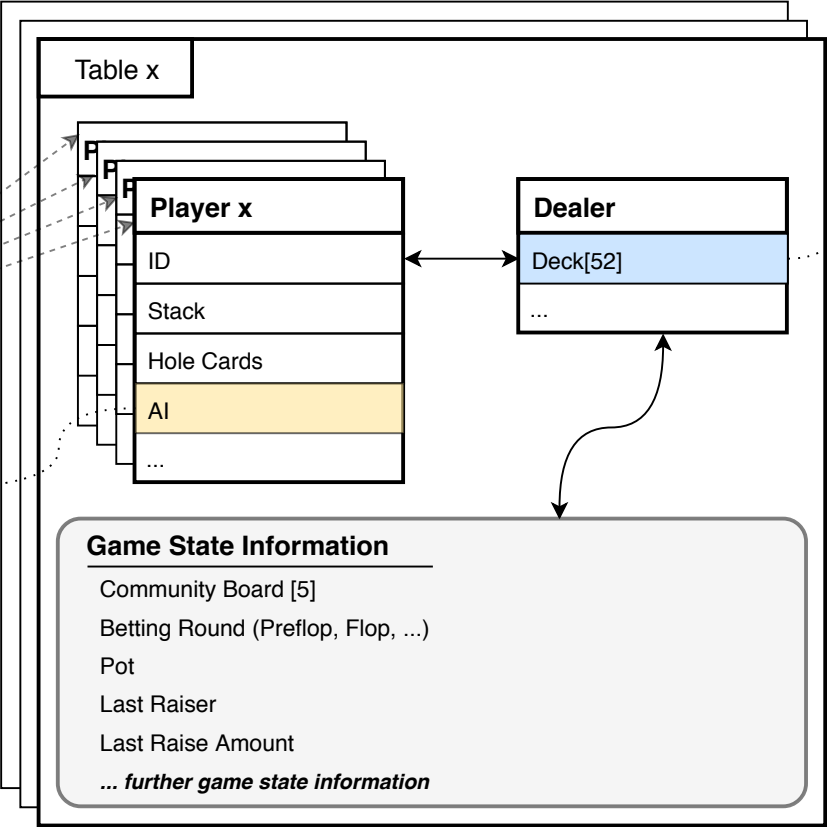 Table x
P
P
P
Player x
ID
Stack
Hole Cards
AI
...
Dealer
Deck[52]
...
Game State Information
Community Board [5]
Betting Round (Preflop, Flop, ...)
Pot
Last Raiser
Last Raise Amount
... further game state information